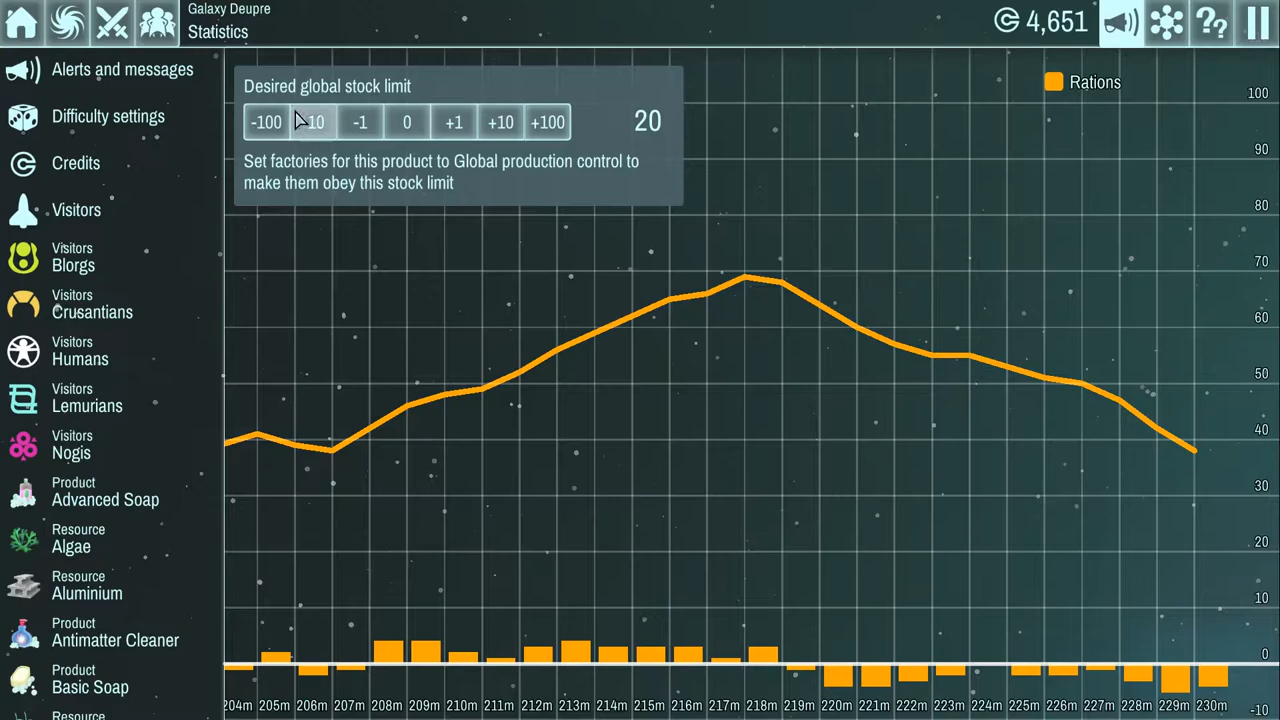 Galaxy Deupre
Statistics
4,651
??
Alerts and messages
Difficulty settings
Credits
Visitors
Visitors
Blorgs
Visitors
Crusantians
Visitors
Humans
Visitors
Lemurians
Visitors
Nogis
Product
Advanced Soap
Resource
Algae
Resource
Aluminium
Product
Antimatter Cleaner
Product
Basic Soap
Desired global stock limit
-100 10 -1 0 +1 +10 +100 20
Set factories for this product to Global production control to
make them obey this stock limit
Rations
100
90
80
70
60
50
40
30
20
10
0
-10
204m 205m 206m 207m 208m 209m 210m 211m 212m 213m 214m 215m 216m 217m 218m 219m 220m 221m 222m 223m 224m 225m 226m 227m 228m 229m 230m